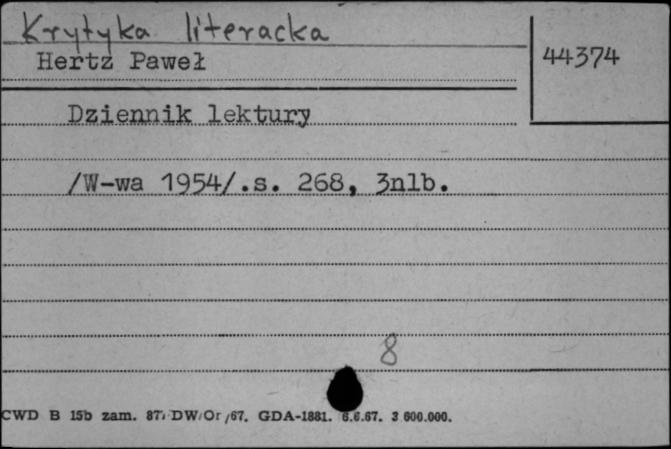 Krytyka literacka
Hertz Paweł
44374
Dziennik lektury
/W-wa 1954/.s. 268, 3nlb.
8
CWD B 15b zam. 87/DW/Or/67. GDA-1881. 6.6.67. 3.600.000.